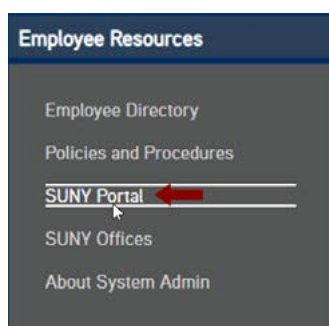 Employee Resources
Employee Directory
Policies and Procedures
SUNY Portal
SUNY Offices
About System Admin